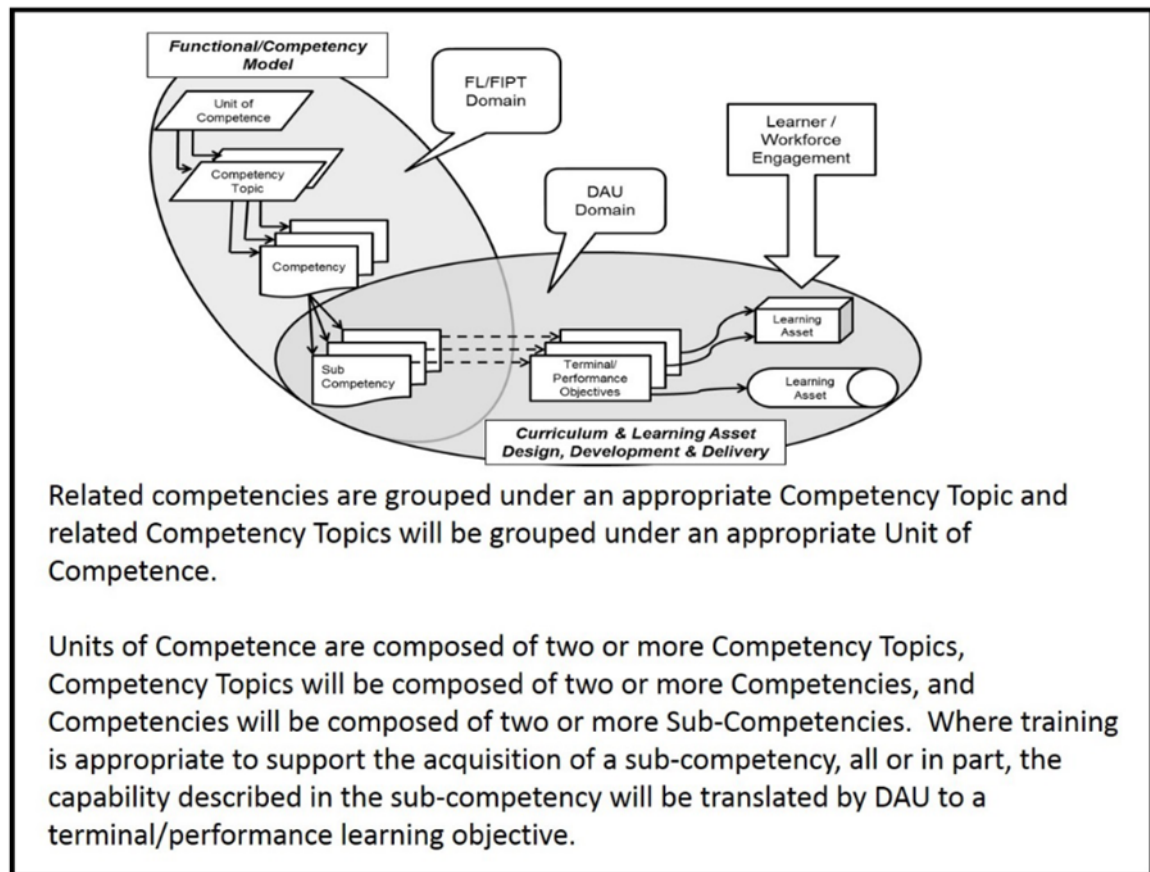 Functional/Competency
Model
FL/FIPT
Domain
Unit of
Competence
Learner /
Workforce
Engagement
Competency
Topic
DAU
Domain
Competency
Learning
Asset
Sub
Competency
Terminal/
Performance
Objectives
Learning
Asset
Curriculum & Learning Asset
Design, Development & Delivery
Related competencies are grouped under an appropriate Competency Topic and
related Competency Topics will be grouped under an appropriate Unit of
Competence.
Units of Competence are composed of two or more Competency Topics,
Competency Topics will be composed of two or more Competencies, and
Competencies will be composed of two or more Sub-Competencies.  Where training
is appropriate to support the acquisition of a sub-competency, all or in part, the
capability described in the sub-competency will be translated by DAU to a
terminal/performance learning objective.